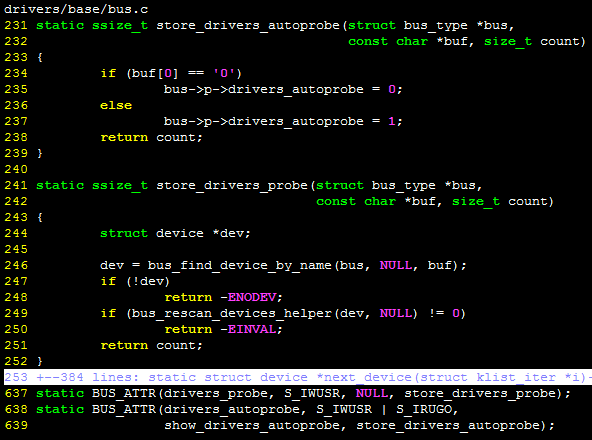 drivers/base/bus.c
231 static ssize_t store_drivers_autoprobe(struct bus_type *bus,
232                                        const char *buf, size_t count)
233 {
234         if (buf[0] == '0')
235                 bus->p->drivers_autoprobe = 0;
236         else
237                 bus->p->drivers_autoprobe = 1;
238         return count;
239 }
240
241 static ssize_t store_drivers_probe(struct bus_type *bus,
242                                    const char *buf, size_t count)
243 {
244         struct device *dev;
245
246         dev = bus_find_device_by_name(bus, NULL, buf);
247         if (!dev)
248                 return -ENODEV;
249         if (bus_rescan_devices_helper(dev, NULL) != 0)
250                 return -EINVAL;
251         return count;
252 }
253 +--384 lines: static struct device *next_device(struct klist_iter *i)-
637 static BUS_ATTR(drivers_probe, S_IWUSR, NULL, store_drivers_probe);
638 static BUS_ATTR(drivers_autoprobe, S_IWUSR | S_IRUGO,
639                 show_drivers_autoprobe, store_drivers_autoprobe);